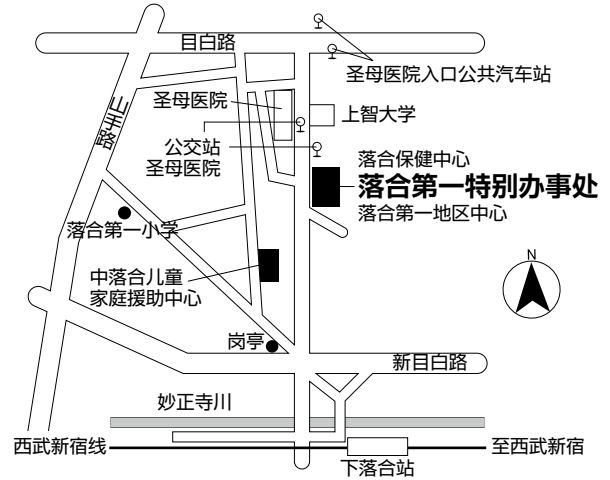 目白路
圣母医院入口公共汽车站
山手路
圣母医院
上智大学
公交站
圣母医院
落合保健中心
落合第一特别办事处
落合第一地区中心
落合第一小学
中落合儿童
家庭援助中心
N
岗亭
新目白路
妙正寺川
西武新宿线
至西武新宿
下落合站